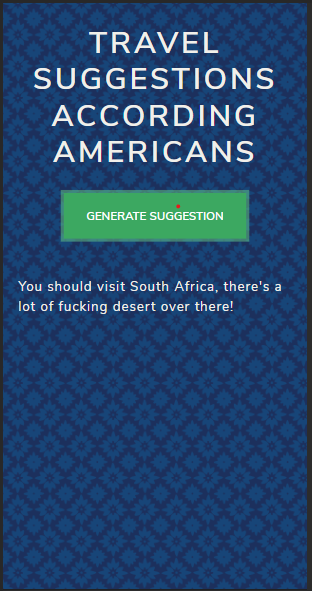 TRAVEL
SUGGESTIONS
ACCORDING
AMERICANS
GENERATE SUGGESTION
You should visit South Africa, there's a
lot of fucking desert over there!